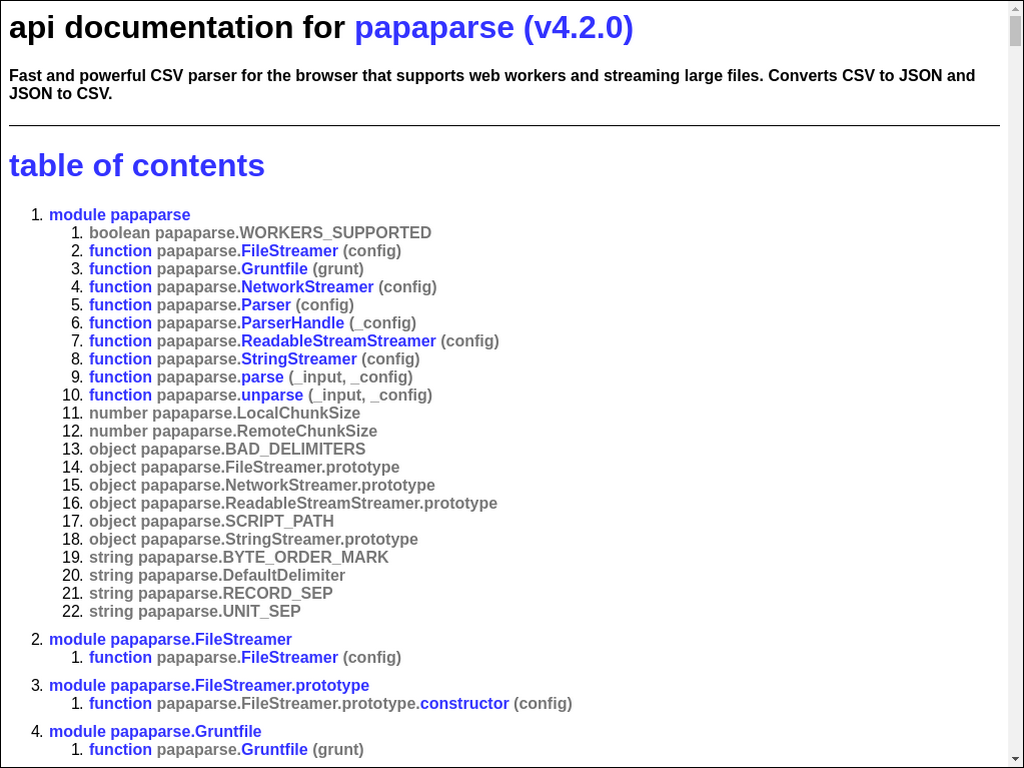 api documentation for papaparse (v4.2.0)
Fast and powerful CSV parser for the browser that supports web workers and streaming large files. Converts CSV to JSON and
JSON to CSV.
table of contents
1. module papaparse
1. boolean papaparse.WORKERS_SUPPORTED
2. function papaparse.FileStreamer (config)
3. function papaparse.Gruntfile (grunt)
4. function papaparse.NetworkStreamer (config)
5. function papaparse.Parser (config)
6. function papaparse.ParserHandle (_config)
7. function papaparse.ReadableStreamStreamer (config)
8. function papaparse.StringStreamer (config)
9. function papaparse.parse (_input, _config)
10. function papaparse.unparse (_input, _config)
11. number papaparse.LocalChunkSize
12. number papaparse.RemoteChunkSize
13. object papaparse.BAD_DELIMITERS
14. object papaparse.FileStreamer.prototype
15. object papaparse.NetworkStreamer.prototype
16. object papaparse.ReadableStreamStreamer.prototype
17. object papaparse.SCRIPT_PATH
18. object papaparse.StringStreamer.prototype
19. string papaparse.BYTE_ORDER_MARK
20. string papaparse.DefaultDelimiter
21. string papaparse.RECORD_SEP
22. string papaparse.UNIT_SEP
2. module papaparse.FileStreamer
1. function papaparse.FileStreamer (config)
3. module papaparse.FileStreamer.prototype
1. function papaparse.FileStreamer.prototype.constructor (config)
4. module papaparse.Gruntfile
1. function papaparse.Gruntfile (grunt)